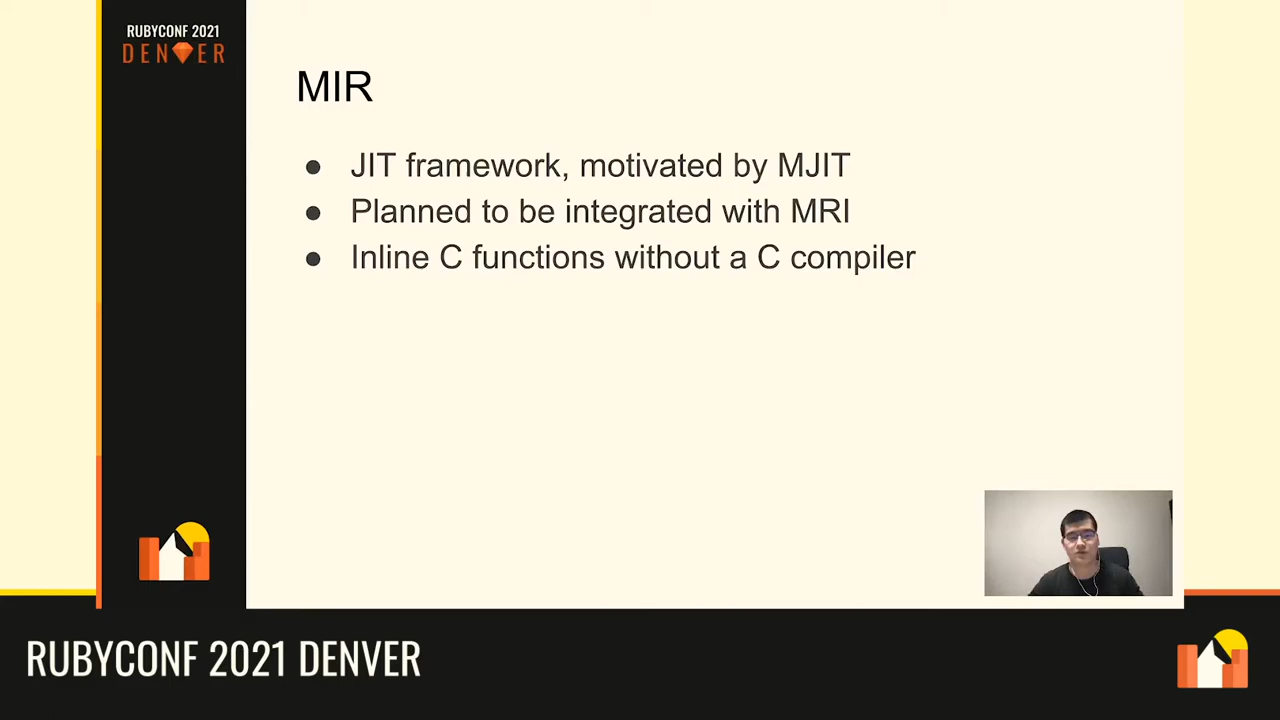 RUBYCONF 2021
DENVER
MIR
● JIT framework, motivated by MJIT
● Planned to be integrated with MRI
● Inline C functions without a C compiler
RUBYCONF 2021 DENVER